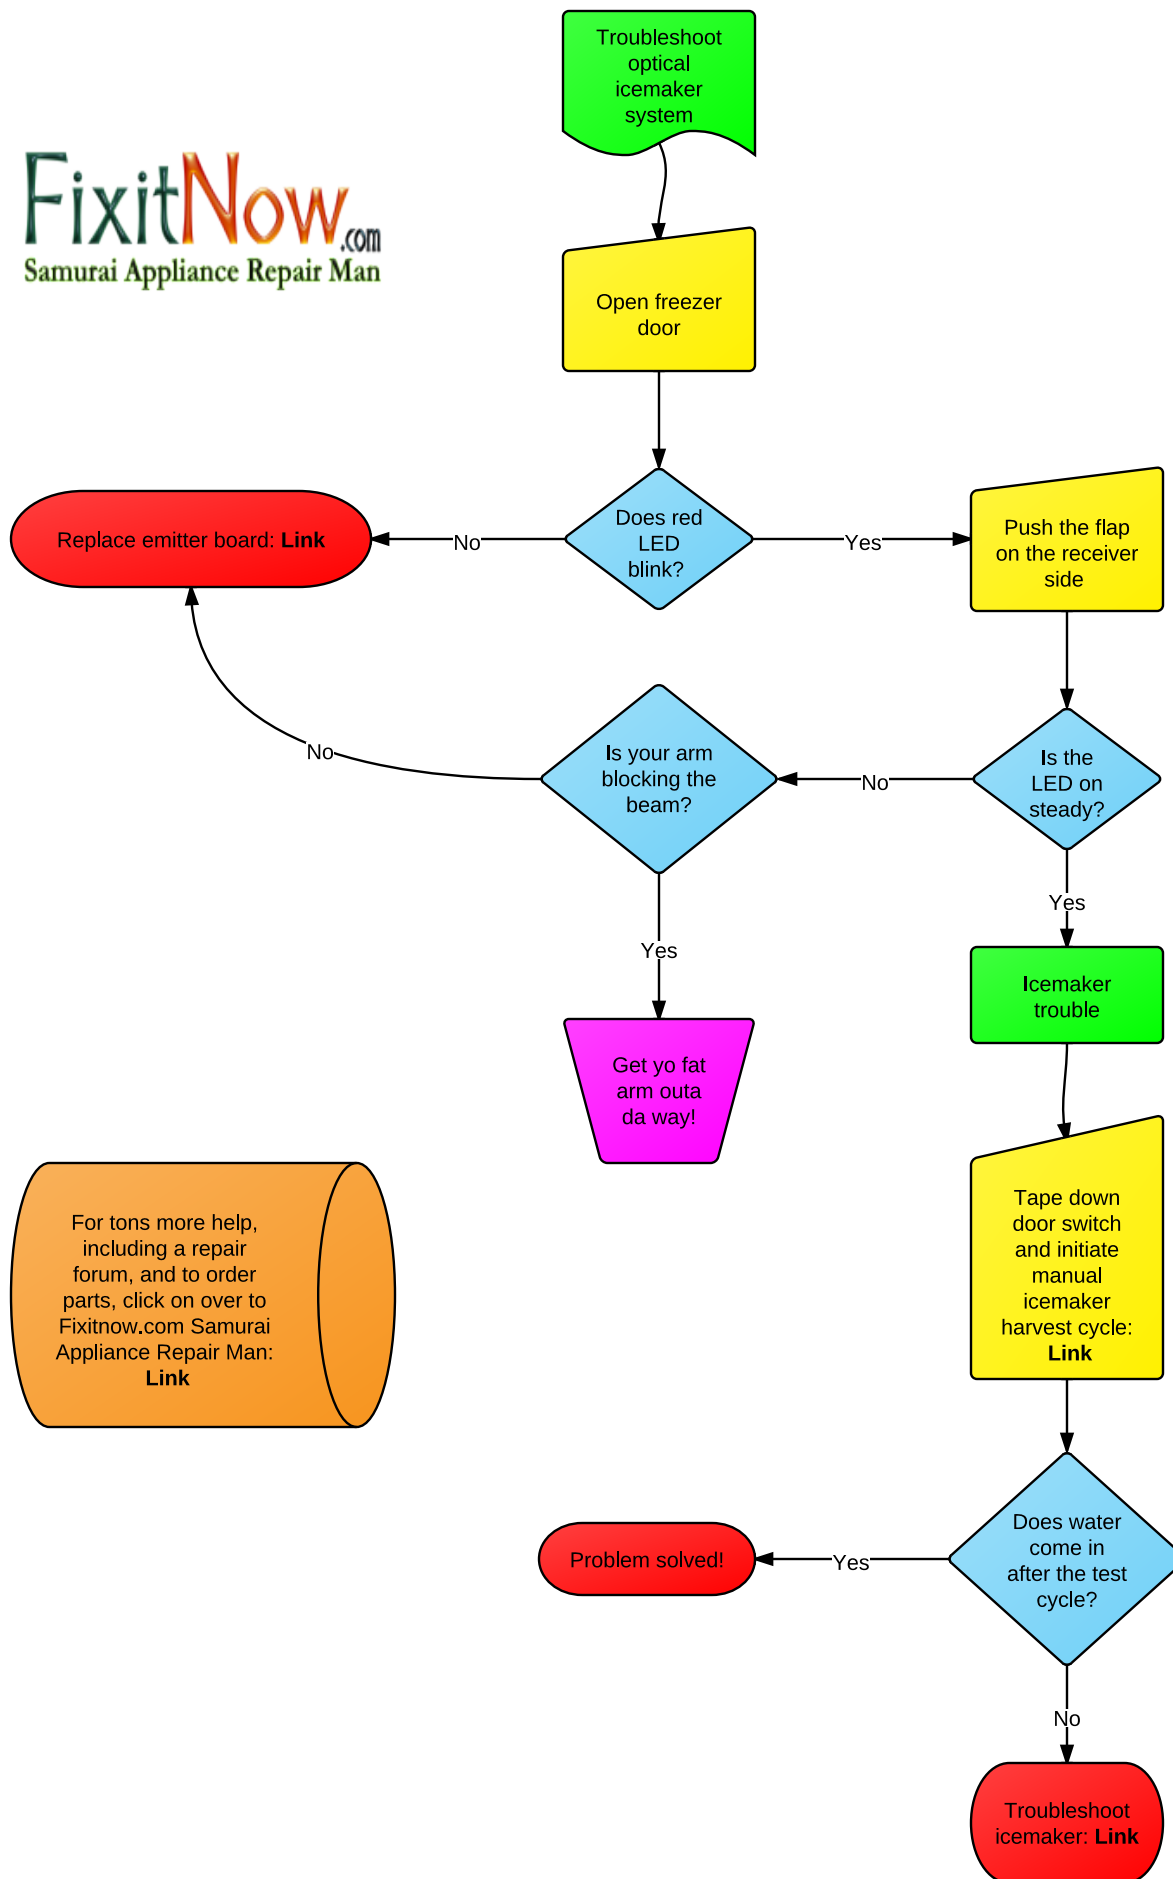 Troubleshoot
optical
icemaker
system
FixitNow.com
Samurai Appliance Repair Man
Open freezer
door
Does red
LED
blink?
No
Replace emitter board: Link
Yes
Push the flap
on the receiver
side
Is the
LED on
steady?
No
Is your arm
blocking the
beam?
No
Yes
Get yo fat
arm outa
da way!
Yes
Icemaker
trouble
Tape down
door switch
and initiate
manual
icemaker
harvest cycle:
Link
For tons more help,
including a repair
forum, and to order
parts, click on over to
Fixitnow.com Samurai
Appliance Repair Man:
Link
Does water
come in
after the test
cycle?
Yes
Problem solved!
No
Troubleshoot
icemaker: Link